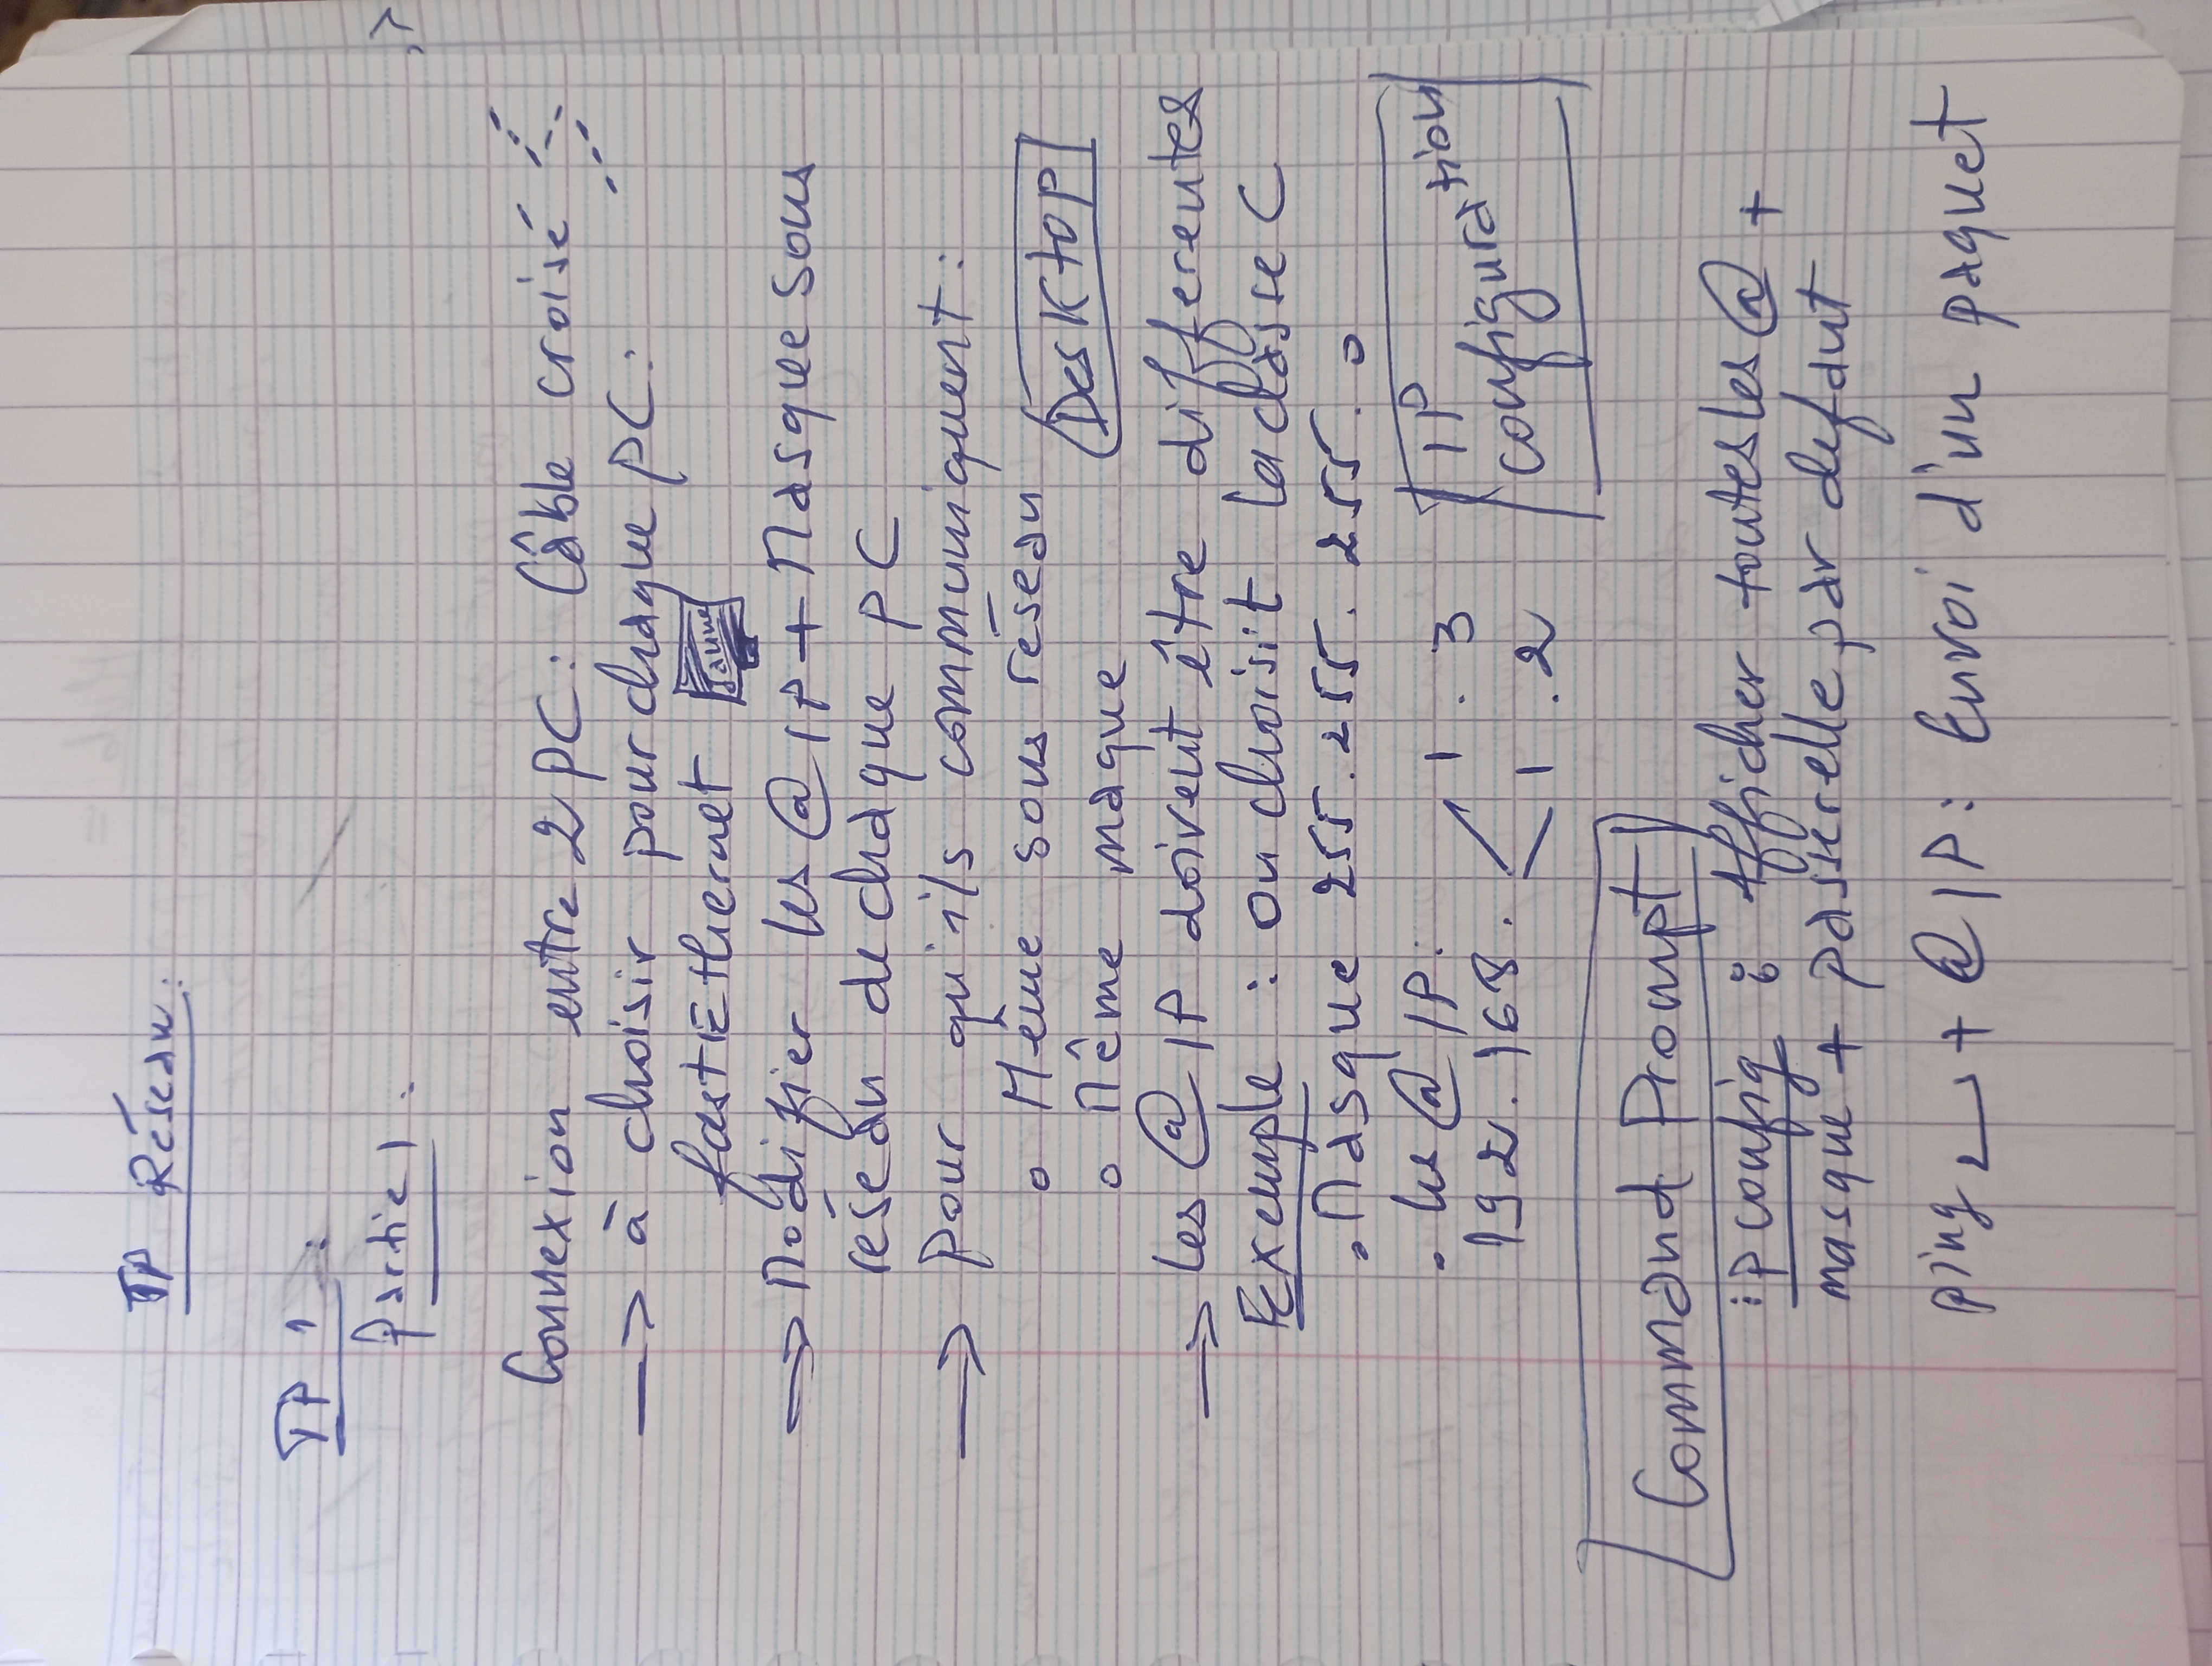 TP Réseau :
TP 1 :
Partie 1 :
Connexion entre 2 PC : Câble croisé
→ à choisir pour chaque PC :
fastEthernet Jaune
⇒ Modifier les @ IP + Masque sous
réseau de chaque PC
→ Pour qu'ils communiquent :
o Même sous réseau
Desktop
o Même maque
→ Les @ IP doivent être differentes
Exemple : on choisit la classe C
. Masque 255.255.255.0
. les @ IP :
192.168. < 1.3
1.2
IP
configuration
Command Prompt
ipconfig : Afficher toutes les @ +
masque + passerelle par defaut
ping ␣ + @ IP : Envoi d'un paquet